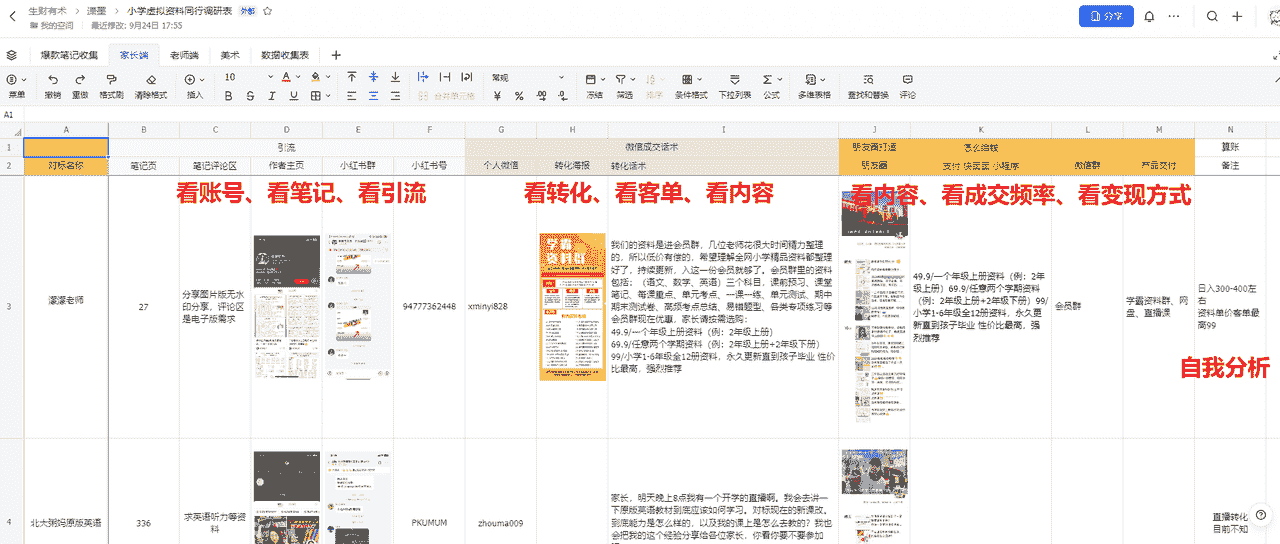 生财有术 > 潇藌 > 小学虚拟资料同行调研表 外部
我的空间 最近修改: 9月24日 17:55
分享
爆款笔记收集 家长端 老师端 美术 数据收集表
菜单 撤销 重做 格式刷 清除格式 插入 10 常规 合并单元格 冻结 筛选 排序 条件格式 下拉列表 公式 多维表格 查找和替换 评论
A1
A B C D E F G H I J K L M N
1 引流 微信成交话术 朋友圈打造 怎么追销 算账
2 对标名称 笔记页 笔记评论区 作者主页 小红书群 小红书号 个人微信 转化海报 转化话术 朋友圈 微信群 产品交付 备注
看账号、看笔记、看引流
看转化、看客单、看内容
看内容、看成交频率、看变现方式
3
老师
27
分享图片版无水
印分享，评论区
是电子版需求
94777362448
xminyi828
学霸
资料群
我们的资料是进会员群，几位老师花很大时间精力整理
的，所以低价有偿的，希望理解全网小学精品资料都整理
好了，持续更新，入这一份会员就够了。会员群里的资料
包括：（语文、数学、英语）三个科目，课前预习、课堂
笔记、每课重点、单元考点、一课一练、单元测试、期中
期末测试卷、高频考点总结、易错题型、各类专项练习等
会员群现在优惠，家长请按需选购：
49.9/一个年级上册资料（例：2年级上册）
69.9/任意两个学期资料（例：2年级上册+2年级下册）
99/小学1-6年级全12册资料，永久更新直到孩子毕业 性价
比最高，强烈推荐
49.9/一个年级上册资料（例：2年
级上册）69.9/任意两个学期资料
（例：2年级上册+2年级下册）99/
小学1-6年级全12册资料，永久更
新直到孩子毕业 性价比最高，强
烈推荐
会员群
学霸资料群、网
盘、直播课
日入300-400左
右
资料单价客单最
高99
自我分析
4
北大粥妈原版英语
336
求英语听力等资
料
PKUMUM
zhouma009
家长，明天晚上8点我有一个开学的直播啊。我会去讲一
下原版英语教材到底应该如何学习。对标现在的新课改。
到底能力是怎么样的，以及我的课上是怎么去教的？我也
会把我的这个经验分享给各位家长，你看你要不要参加
直播转化
目前不知